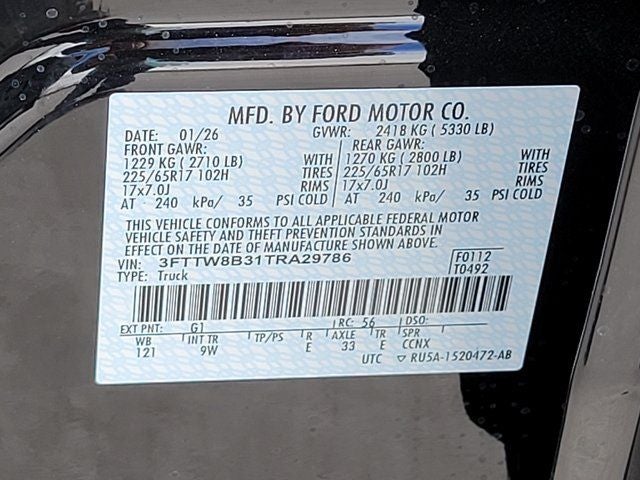 MFD. BY FORD MOTOR CO.
DATE: 01/26 GVWR: 2418 KG ( 5330 LB)
FRONT GAWR: REAR GAWR:
1229 KG ( 2710 LB) WITH 1270 KG ( 2800 LB) WITH
225/65R17 102H TIRES 225/65R17 102H TIRES
17x7.0J RIMS 17x7.0J RIMS
AT 240 kPa/ 35 PSI COLD AT 240 kPa/ 35 PSI COLD
THIS VEHICLE CONFORMS TO ALL APPLICABLE FEDERAL MOTOR
VEHICLE SAFETY AND THEFT PREVENTION STANDARDS IN
EFFECT ON THE DATE OF MANUFACTURE SHOWN ABOVE.
VIN: 3FTTW8B31TRA29786 F0112
TYPE: Truck T0492
EXT PNT: G1 RC: 56 DSO:
WB INT TR TP/PS R AXLE TR SPR
121 9W E 33 E CCNX
UTC ▽ RU5A-1520472-AB